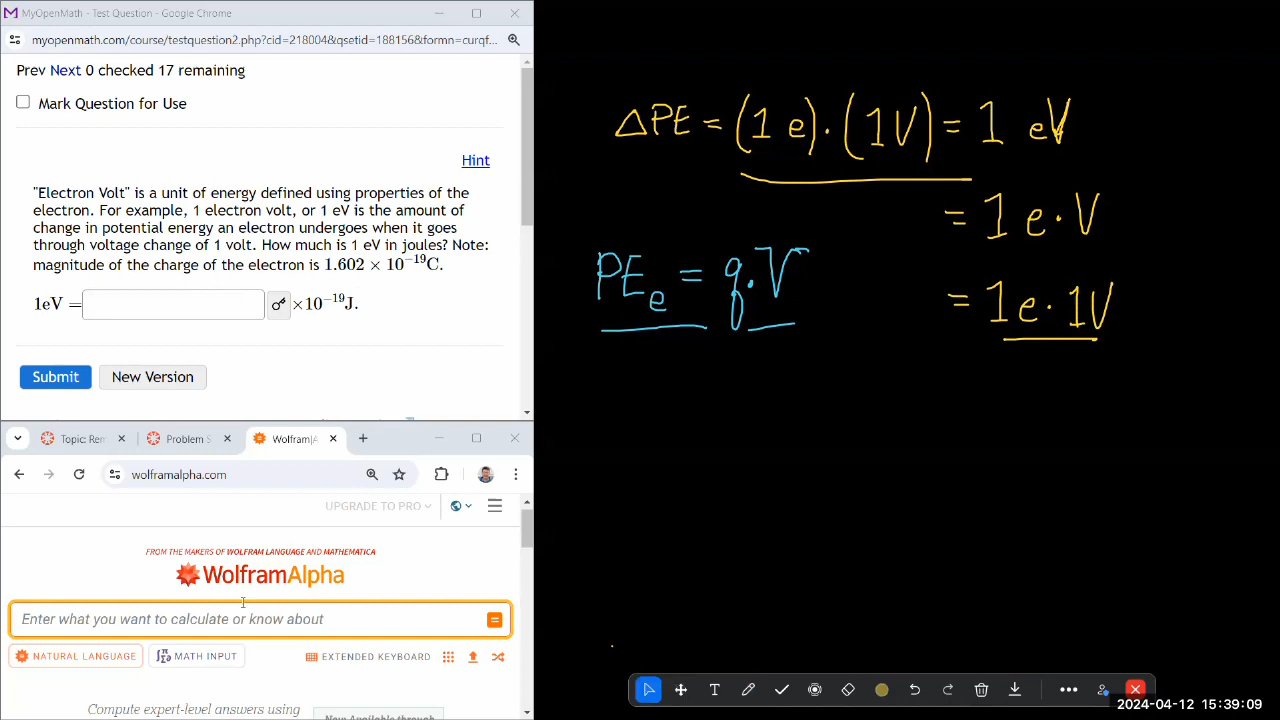 MyOpenMath – Test Question - Google Chrome
myopenmath.com/course/testquestion2.php?cid=218004&qsetid=188156&formn=curqf...
Prev Next 0 checked 17 remaining
Mark Question for Use
Hint
"Electron Volt" is a unit of energy defined using properties of the
electron. For example, 1 electron volt, or 1 eV is the amount of
change in potential energy an electron undergoes when it goes
through voltage change of 1 volt. How much is 1 eV in joules? Note:
magnitude of the charge of the electron is 1.602 × 10⁻¹⁹C.
1eV = ×10⁻¹⁹J.
Submit New Version
Topic: Rem Problem S Wolfram|A
wolframalpha.com
UPGRADE TO PRO
FROM THE MAKERS OF WOLFRAM LANGUAGE AND MATHEMATICA
WolframAlpha
Enter what you want to calculate or know about
NATURAL LANGUAGE MATH INPUT EXTENDED KEYBOARD
Compute expert-level answers using
Now Available through
ΔPE = (1 e)·(1V) = 1 eV
= 1 e·V
PEₑ = q·V
= 1e·1V
T
2024-04-12 15:39:09